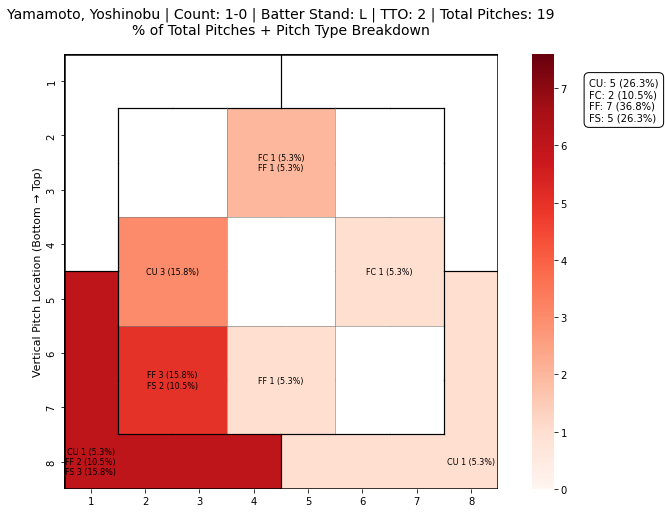 Yamamoto, Yoshinobu | Count: 1-0 | Batter Stand: L | TTO: 2 | Total Pitches: 19
% of Total Pitches + Pitch Type Breakdown
CU: 5 (26.3%)
FC: 2 (10.5%)
FF: 7 (36.8%)
FS: 5 (26.3%)
Vertical Pitch Location (Bottom → Top)
1
2
3
4
5
6
7
8
FC 1 (5.3%)
FF 1 (5.3%)
CU 3 (15.8%)
FC 1 (5.3%)
FF 3 (15.8%)
FS 2 (10.5%)
FF 1 (5.3%)
CU 1 (5.3%)
FF 2 (10.5%)
FS 3 (15.8%)
CU 1 (5.3%)
1 2 3 4 5 6 7 8
7
6
5
4
3
2
1
0